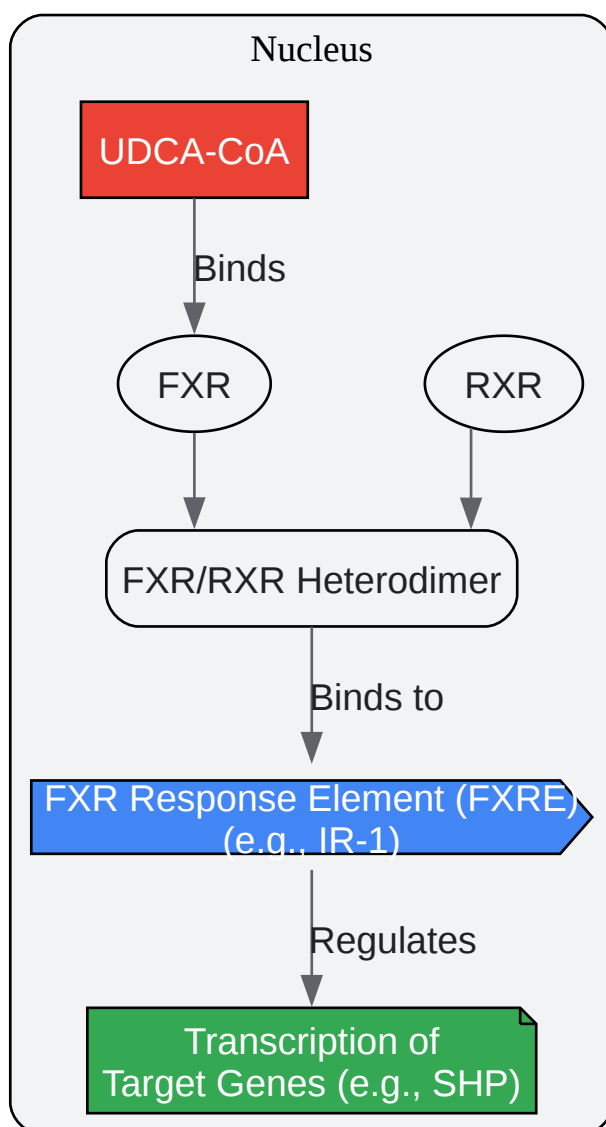 Nucleus
UDCA-CoA
Binds
FXR
RXR
FXR/RXR Heterodimer
Binds to
FXR Response Element (FXRE)
(e.g., IR-1)
Regulates
Transcription of
Target Genes (e.g., SHP)